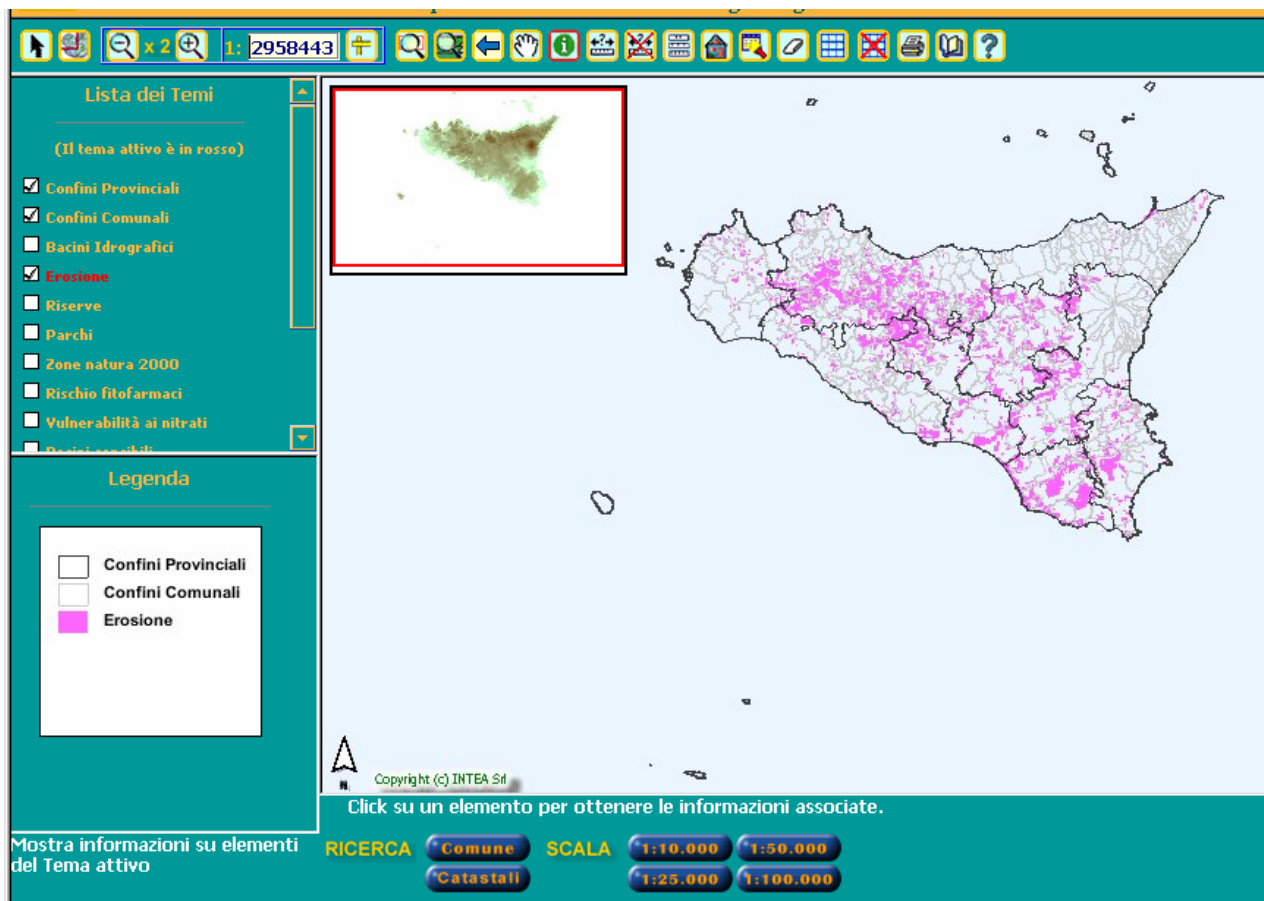 x 2
1: 2958443
Lista dei Temi
(Il tema attivo è in rosso)
Confini Provinciali
Confini Comunali
Bacini Idrografici
Erosione
Riserve
Parchi
Zone natura 2000
Rischio fitofarmaci
Vulnerabilità ai nitrati
Legenda
Confini Provinciali
Confini Comunali
Erosione
N
Copyright (c) INTEA Srl
Click su un elemento per ottenere le informazioni associate.
Mostra informazioni su elementi
del Tema attivo
RICERCA Comune SCALA 1:10.000 1:50.000
Catastali 1:25.000 1:100.000